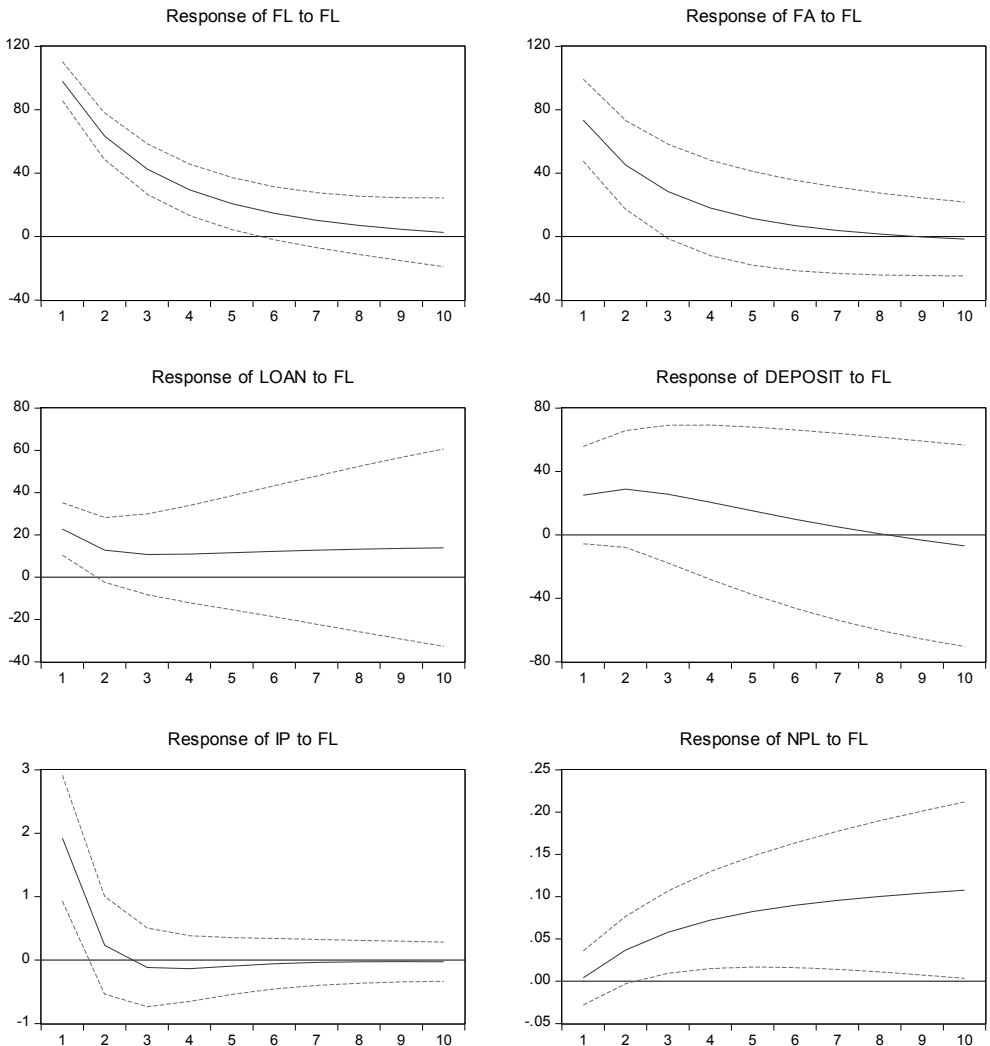 Response of FL to FL
120
80
40
0
-40
1 2 3 4 5 6 7 8 9 10
Response of FA to FL
120
80
40
0
-40
1 2 3 4 5 6 7 8 9 10
Response of LOAN to FL
80
60
40
20
0
-20
-40
1 2 3 4 5 6 7 8 9 10
Response of DEPOSIT to FL
80
40
0
-40
-80
1 2 3 4 5 6 7 8 9 10
Response of IP to FL
3
2
1
0
-1
1 2 3 4 5 6 7 8 9 10
Response of NPL to FL
.25
.20
.15
.10
.05
.00
-.05
1 2 3 4 5 6 7 8 9 10